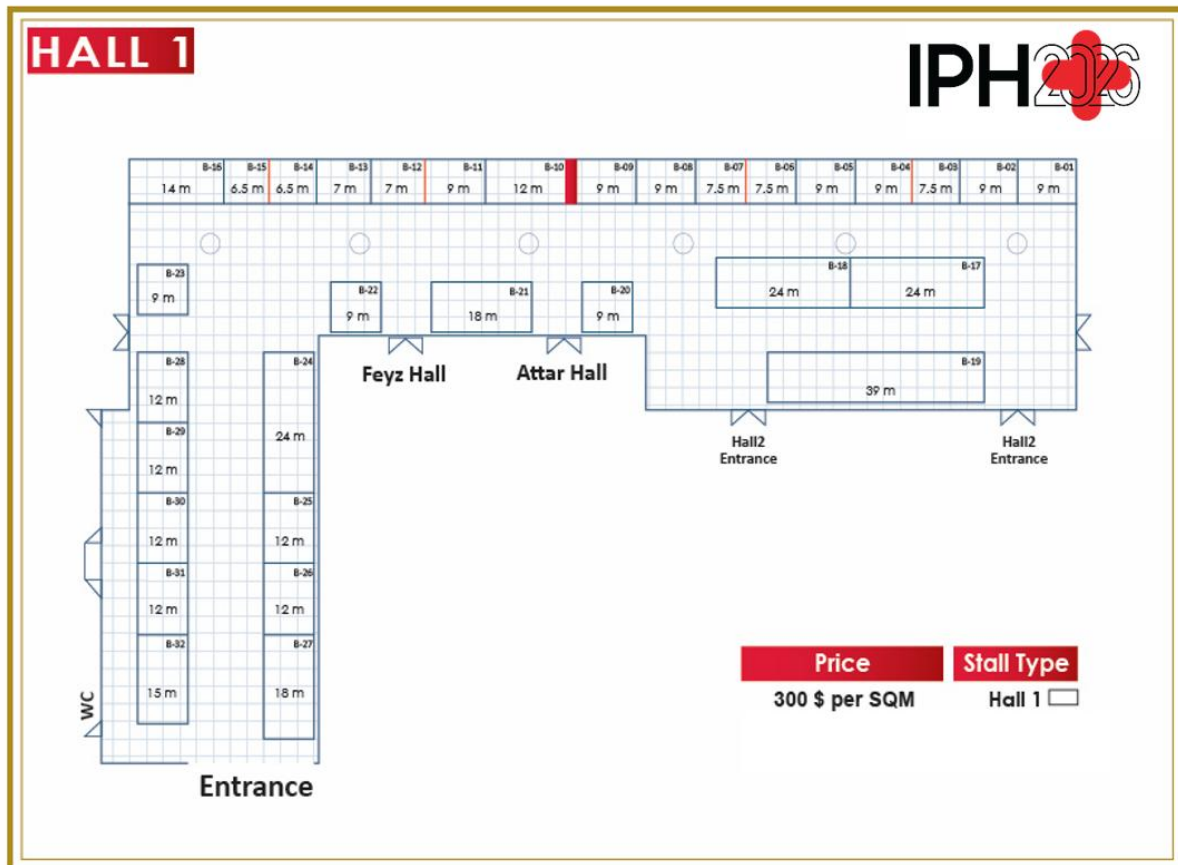 HALL 1
IPH2026
B-16 B-15 B-14 B-13 B-12 B-11 B-10 B-09 B-08 B-07 B-06 B-05 B-04 B-03 B-02 B-01
14 m 6.5 m 6.5 m 7 m 7 m 9 m 12 m 9 m 9 m 7.5 m 7.5 m 9 m 9 m 7.5 m 9 m 9 m
B-18 B-17
24 m 24 m
B-23
9 m
B-22 B-21 B-20
9 m 18 m 9 m
B-19
39 m
Feyz Hall Attar Hall
Hall2
Entrance
Hall2
Entrance
B-28 B-24
12 m
24 m
B-29
12 m
B-30 B-25
12 m 12 m
B-31 B-26
12 m 12 m
B-32 B-27
15 m 18 m
WC
Entrance
Price Stall Type
300 $ per SQM Hall 1